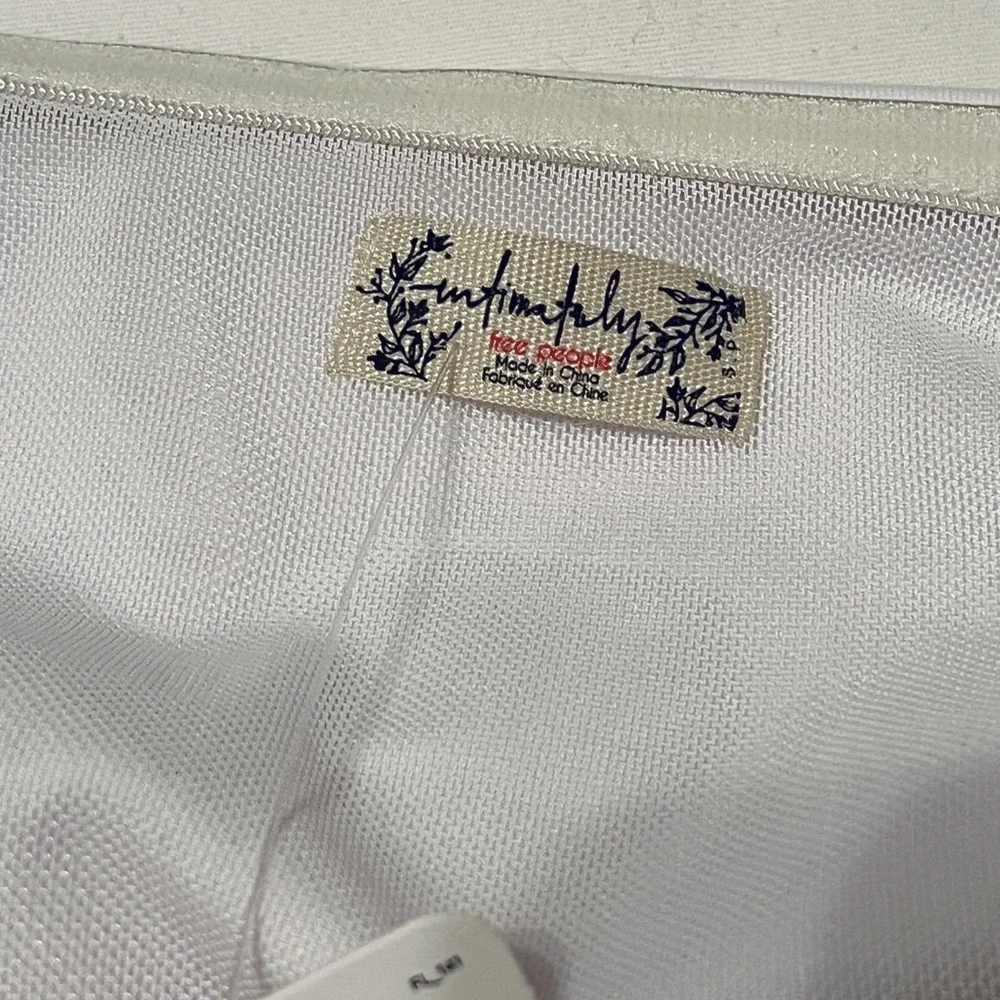 intimately
free people
Made in China
Fabriqué en Chine
S P